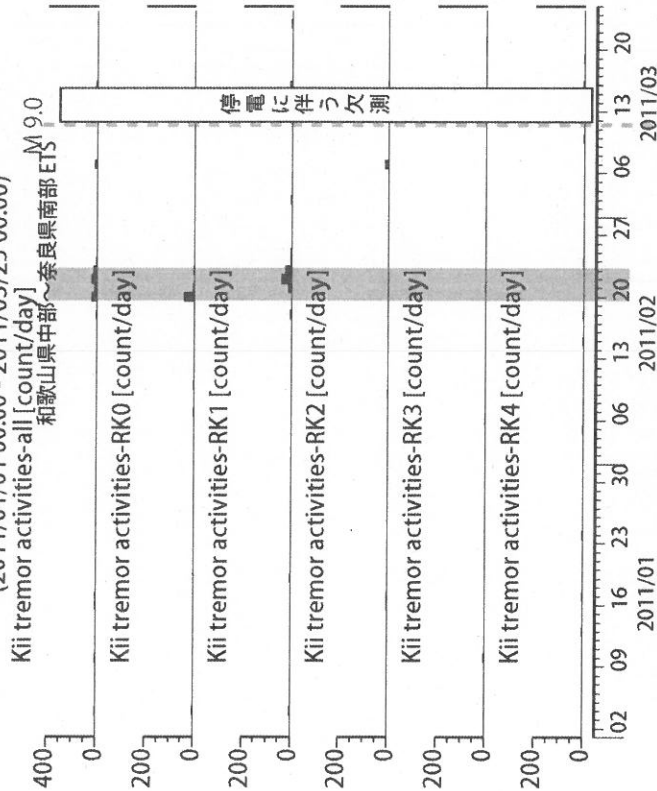 (2011/01/01 00:00 - 2011/03/25 00:00)
Kii tremor activities-all [count/day]
M 9.0
和歌山県中部～奈良県南部 ETS
停電に伴う欠測
400
0
Kii tremor activities-RK0 [count/day]
200
0
Kii tremor activities-RK1 [count/day]
200
0
Kii tremor activities-RK2 [count/day]
200
0
Kii tremor activities-RK3 [count/day]
200
0
Kii tremor activities-RK4 [count/day]
200
0
02 09 16 23 30 06 13 20 27 06 13 20
2011/01 2011/02 2011/03